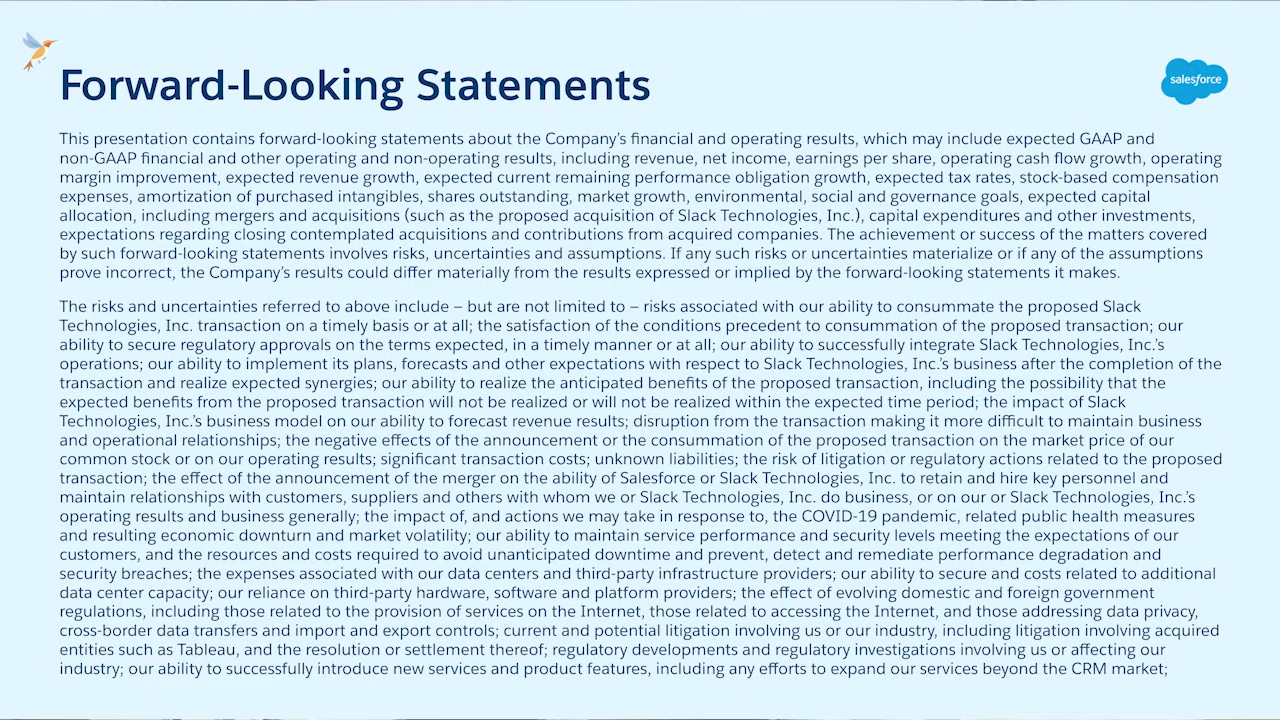 Forward-Looking Statements
salesforce
This presentation contains forward-looking statements about the Company's financial and operating results, which may include expected GAAP and
non-GAAP financial and other operating and non-operating results, including revenue, net income, earnings per share, operating cash flow growth, operating
margin improvement, expected revenue growth, expected current remaining performance obligation growth, expected tax rates, stock-based compensation
expenses, amortization of purchased intangibles, shares outstanding, market growth, environmental, social and governance goals, expected capital
allocation, including mergers and acquisitions (such as the proposed acquisition of Slack Technologies, Inc.), capital expenditures and other investments,
expectations regarding closing contemplated acquisitions and contributions from acquired companies. The achievement or success of the matters covered
by such forward-looking statements involves risks, uncertainties and assumptions. If any such risks or uncertainties materialize or if any of the assumptions
prove incorrect, the Company's results could differ materially from the results expressed or implied by the forward-looking statements it makes.
The risks and uncertainties referred to above include – but are not limited to – risks associated with our ability to consummate the proposed Slack
Technologies, Inc. transaction on a timely basis or at all; the satisfaction of the conditions precedent to consummation of the proposed transaction; our
ability to secure regulatory approvals on the terms expected, in a timely manner or at all; our ability to successfully integrate Slack Technologies, Inc.'s
operations; our ability to implement its plans, forecasts and other expectations with respect to Slack Technologies, Inc.'s business after the completion of the
transaction and realize expected synergies; our ability to realize the anticipated benefits of the proposed transaction, including the possibility that the
expected benefits from the proposed transaction will not be realized or will not be realized within the expected time period; the impact of Slack
Technologies, Inc.'s business model on our ability to forecast revenue results; disruption from the transaction making it more difficult to maintain business
and operational relationships; the negative effects of the announcement or the consummation of the proposed transaction on the market price of our
common stock or on our operating results; significant transaction costs; unknown liabilities; the risk of litigation or regulatory actions related to the proposed
transaction; the effect of the announcement of the merger on the ability of Salesforce or Slack Technologies, Inc. to retain and hire key personnel and
maintain relationships with customers, suppliers and others with whom we or Slack Technologies, Inc. do business, or on our or Slack Technologies, Inc.'s
operating results and business generally; the impact of, and actions we may take in response to, the COVID-19 pandemic, related public health measures
and resulting economic downturn and market volatility; our ability to maintain service performance and security levels meeting the expectations of our
customers, and the resources and costs required to avoid unanticipated downtime and prevent, detect and remediate performance degradation and
security breaches; the expenses associated with our data centers and third-party infrastructure providers; our ability to secure and costs related to additional
data center capacity; our reliance on third-party hardware, software and platform providers; the effect of evolving domestic and foreign government
regulations, including those related to the provision of services on the Internet, those related to accessing the Internet, and those addressing data privacy,
cross-border data transfers and import and export controls; current and potential litigation involving us or our industry, including litigation involving acquired
entities such as Tableau, and the resolution or settlement thereof; regulatory developments and regulatory investigations involving us or affecting our
industry; our ability to successfully introduce new services and product features, including any efforts to expand our services beyond the CRM market;